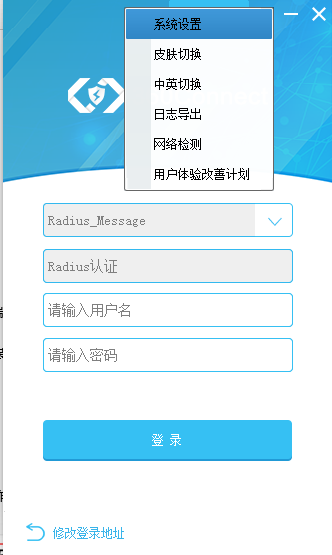 系统设置
皮肤切换
中英切换
日志导出
网络检测
用户体验改善计划
Radius_Message
Radius认证
请输入用户名
请输入密码
登 录
修改登录地址